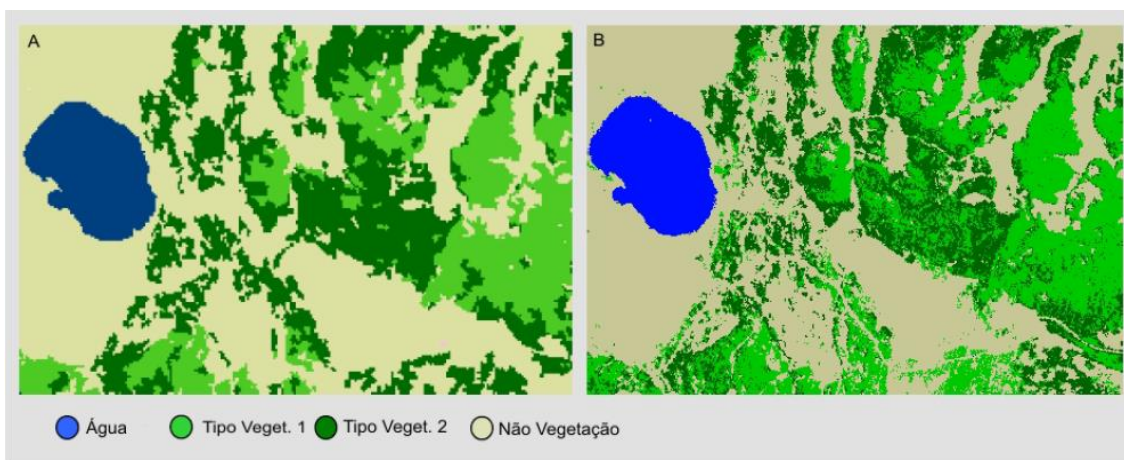 A
B
Água
Tipo Veget. 1
Tipo Veget. 2
Não Vegetação